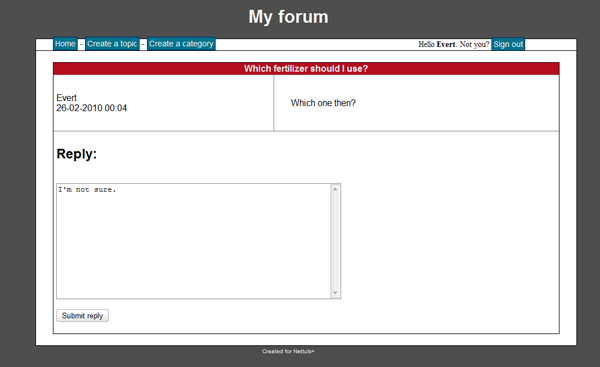 My forum
Home - Create a topic - Create a category Hello Evert. Not you? Sign out
Which fertilizer should I use?
Evert
26-02-2010 00:04
Which one then?
Reply:
I'm not sure.
Submit reply
Created for Nettuts+